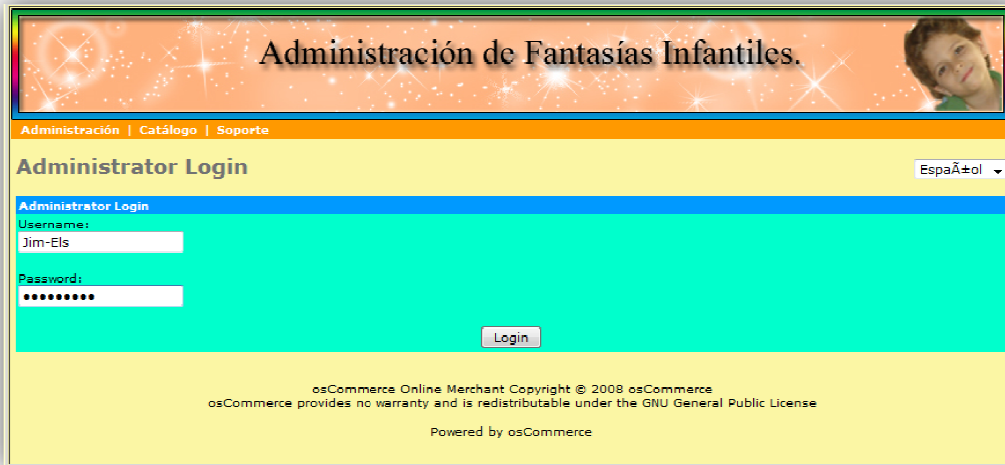 Administración de Fantasías Infantiles.
Administración | Catálogo | Soporte
Administrator Login
EspaÃ±ol
Administrator Login
Username:
Jim-Els
Password:
•••••••••
Login
osCommerce Online Merchant Copyright © 2008 osCommerce
osCommerce provides no warranty and is redistributable under the GNU General Public License
Powered by osCommerce